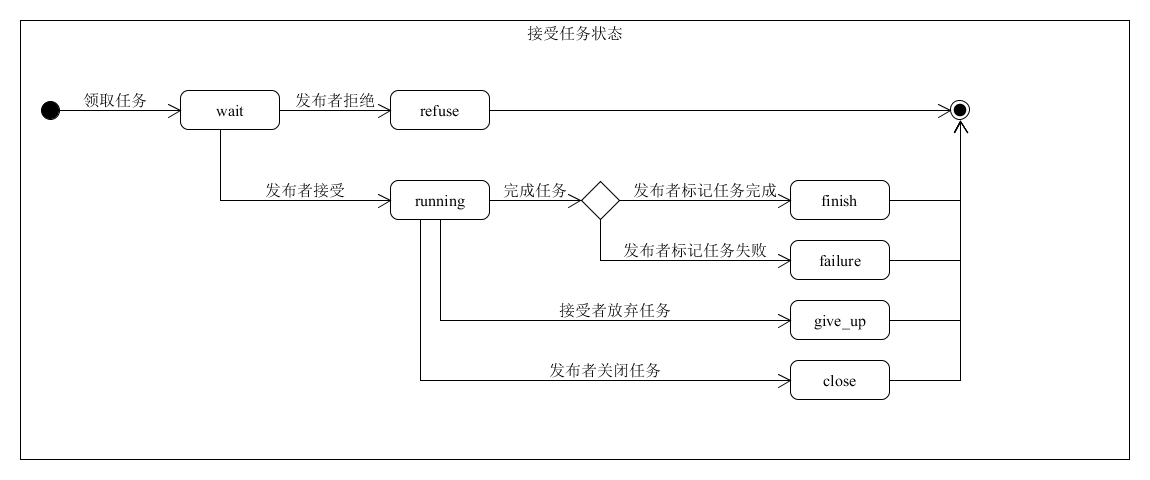 接受任务状态
领取任务
wait
发布者拒绝
refuse
发布者接受
running
完成任务
发布者标记任务完成
finish
发布者标记任务失败
failure
接受者放弃任务
give_up
发布者关闭任务
close